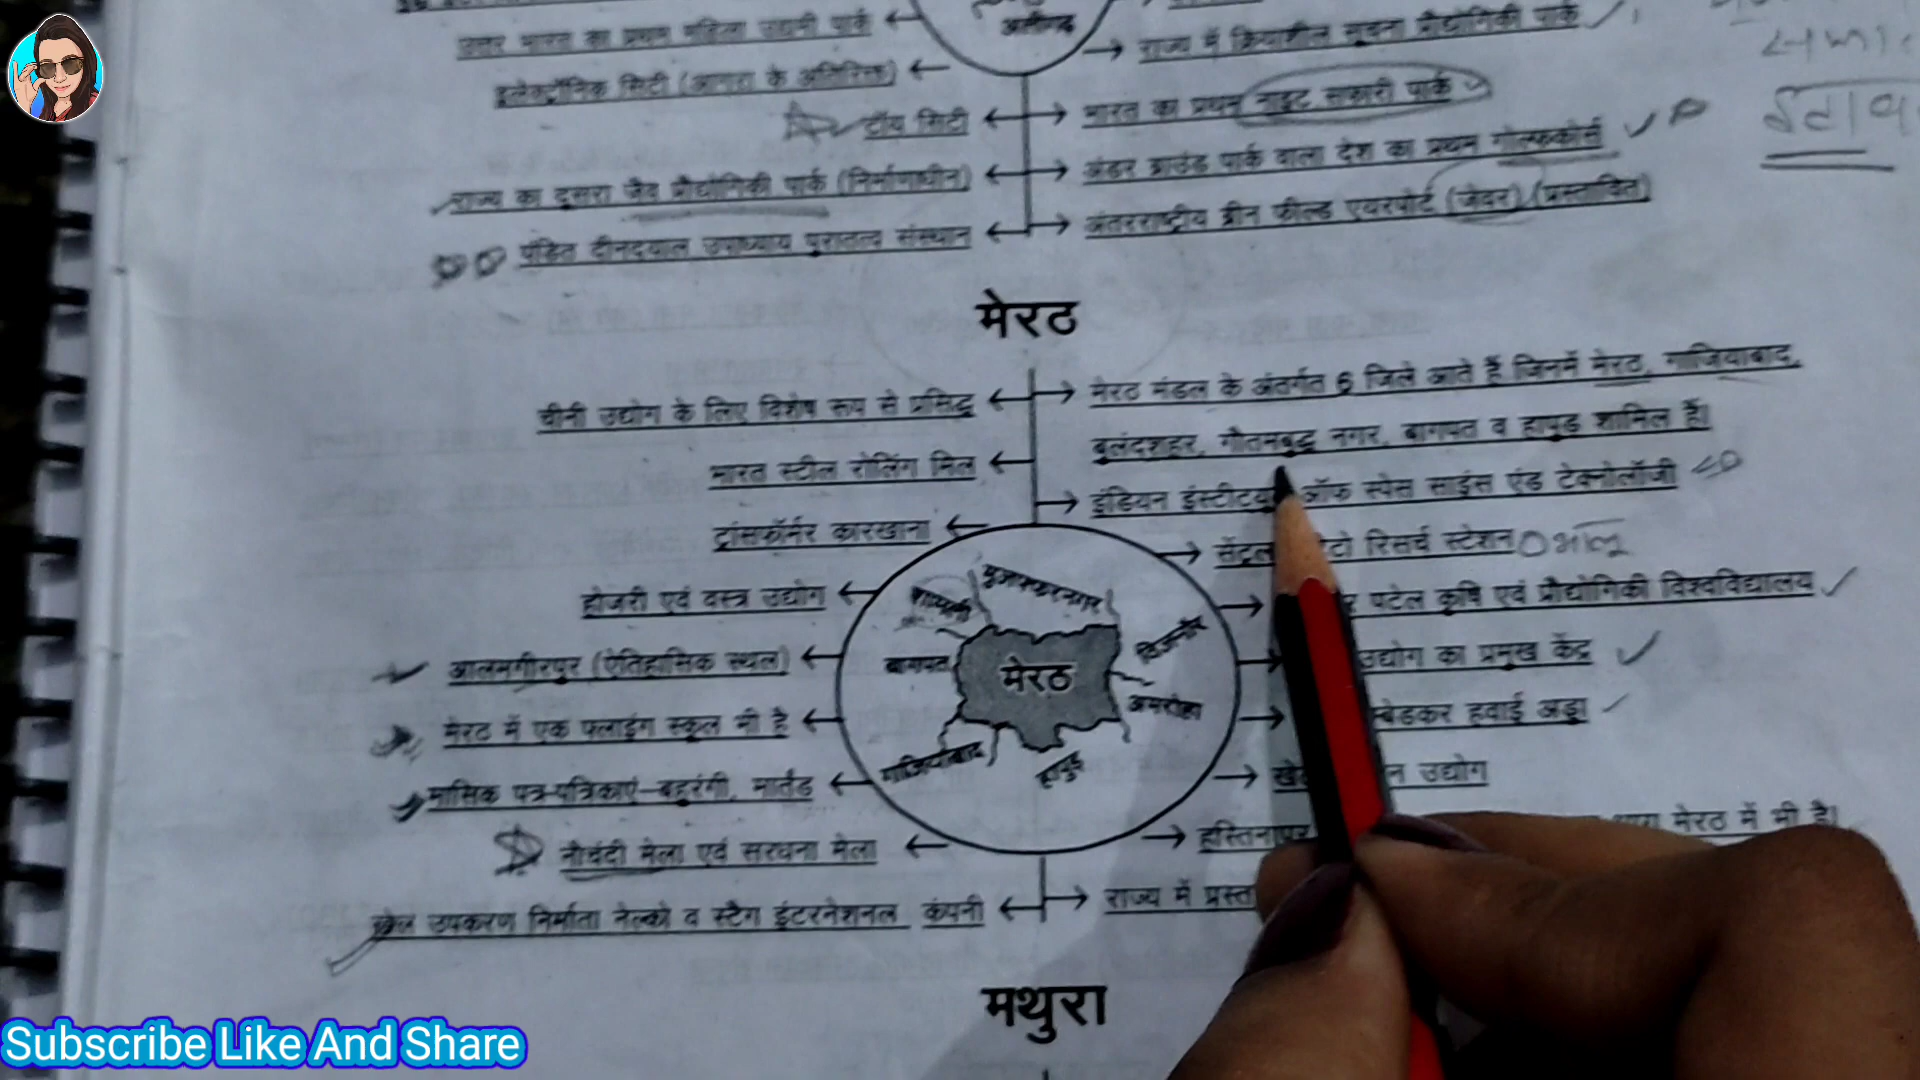 अलीगढ़
उत्तर भारत का प्रथम महिला उद्यमी पार्क
राज्य में क्रियाशील सूचना प्रौद्योगिकी पार्क
इलेक्ट्रॉनिक सिटी (आगरा के अतिरिक्त)
भारत का प्रथम नाइट सफारी पार्क
टॉय सिटी
अंडर ग्राउंड पार्क वाला देश का प्रथम गोल्फकोर्स
राज्य का दूसरा जैव प्रौद्योगिकी पार्क (निर्माणाधीन)
अंतरराष्ट्रीय ग्रीन फील्ड एयरपोर्ट (जेवर) (प्रस्तावित)
पंडित दीनदयाल उपाध्याय पुरातत्व संस्थान
मेरठ
मेरठ मंडल के अंतर्गत 6 जिले आते हैं जिनमें मेरठ, गाजियाबाद,
बुलंदशहर, गौतमबुद्ध नगर, बागपत व हापुड़ शामिल हैं।
चीनी उद्योग के लिए विशेष रूप से प्रसिद्ध
भारत स्टील रोलिंग मिल
इंडियन इंस्टीट्यूट ऑफ स्पेस साइंस एंड टेक्नोलॉजी
ट्रांसफॉर्मर कारखाना
सेंट्रल रिसर्च स्टेशन आलू
होजरी एवं वस्त्र उद्योग
पटेल कृषि एवं प्रौद्योगिकी विश्वविद्यालय
आलमगीरपुर (ऐतिहासिक स्थल)
उद्योग का प्रमुख केंद्र
मेरठ में एक फ्लाइंग स्कूल भी है
हवाई अड्डा
मासिक पत्र-पत्रिकाएं—बहुरंगी, मार्तंड
उद्योग
नौचंदी मेला एवं सरधना मेला
हस्तिनापुर मेरठ में भी है।
खेल उपकरण निर्माता नेल्को व स्टैग इंटरनेशनल कंपनी
राज्य में
मुजफ्फरनगर
बिजनौर
बागपत
मेरठ
अमरोहा
गाजियाबाद
हापुड़
मथुरा
Subscribe Like And Share